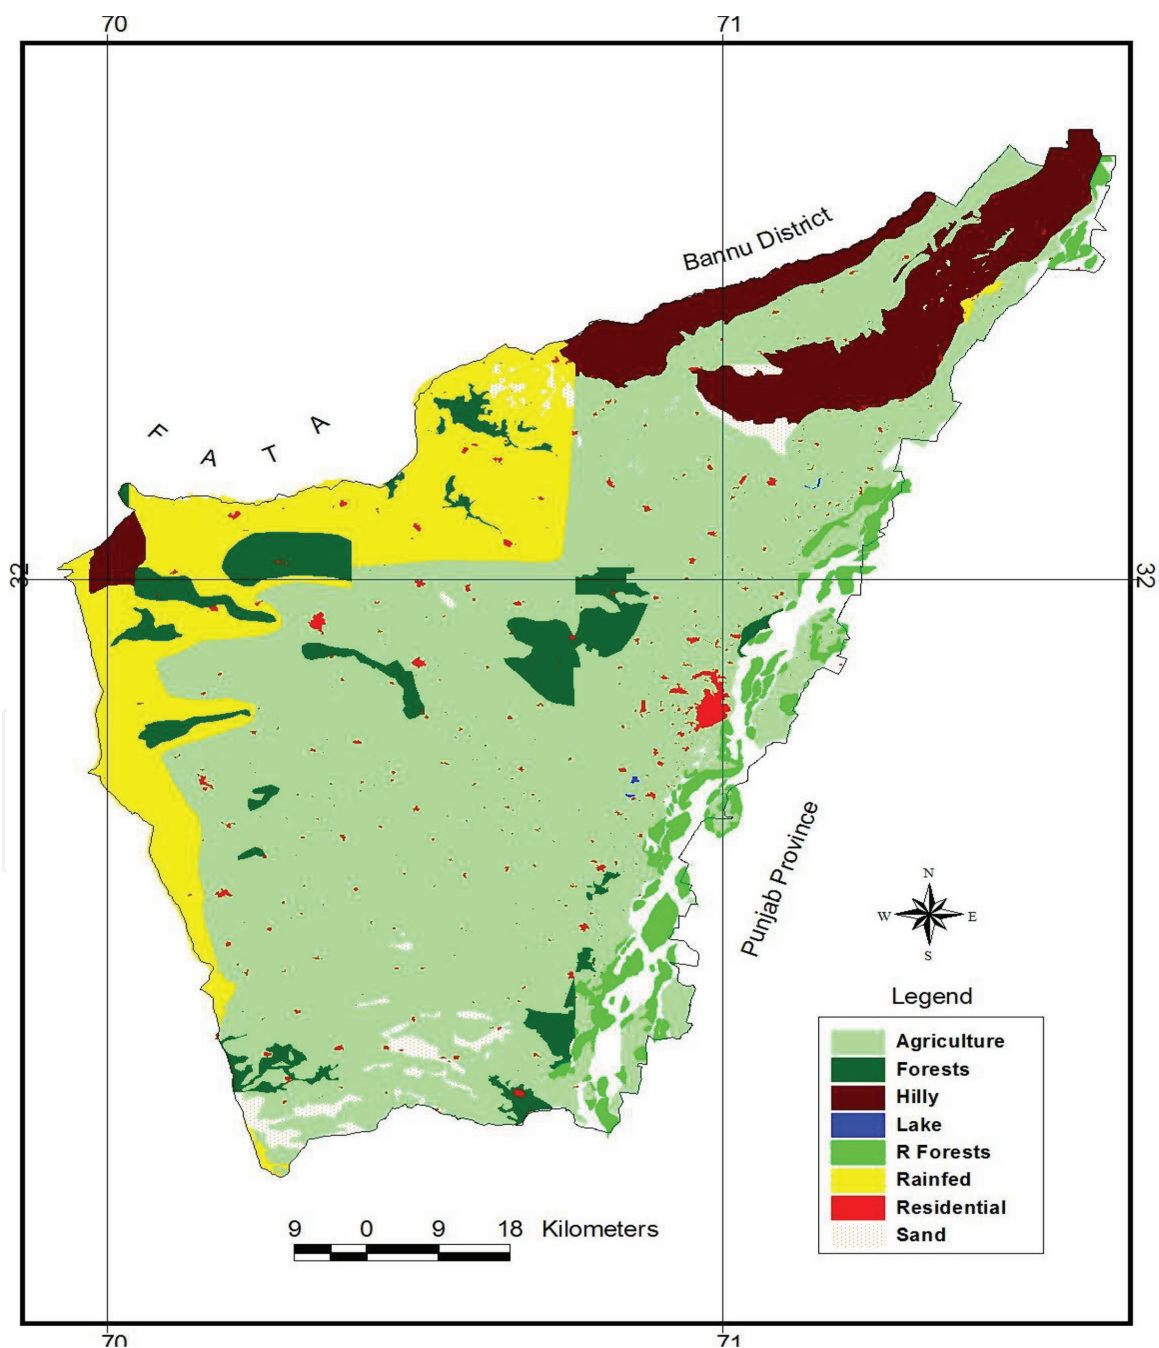 70 71
Bannu District
F A T A
32 32
Punjab Province
N
W E
S
Legend
Agriculture
Forests
Hilly
Lake
R Forests
Rainfed
Residential
Sand
9 0 9 18 Kilometers
70 71